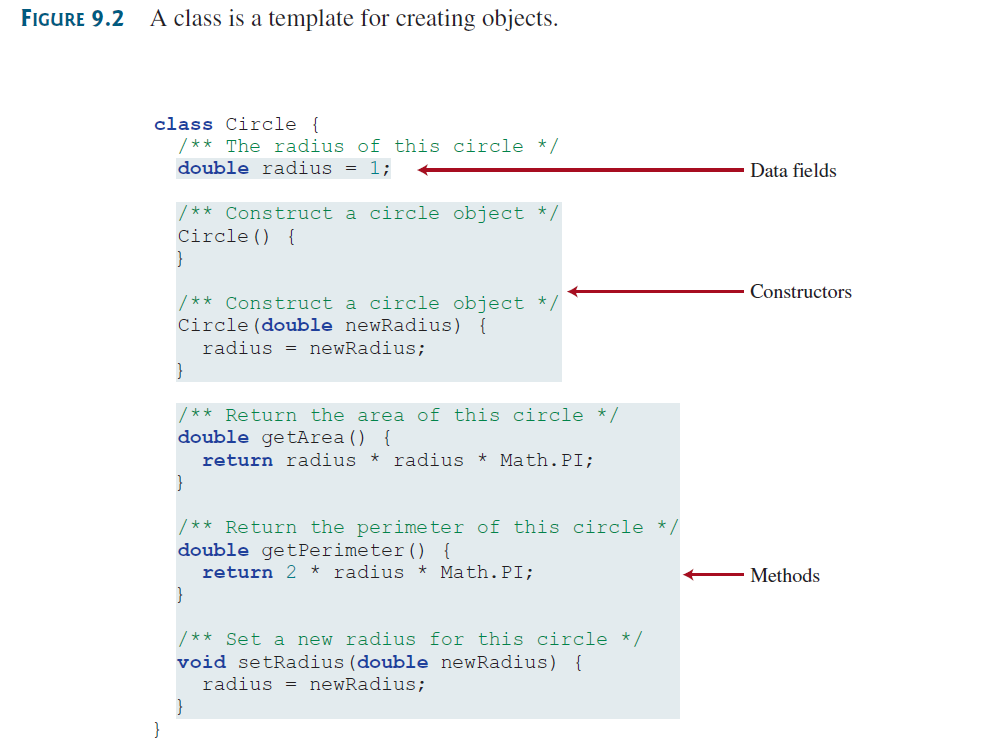 FIGURE 9.2 A class is a template for creating objects.
class Circle {
/** The radius of this circle */
double radius = 1;
Data fields
/** Construct a circle object */
Circle() {
}
/** Construct a circle object */
Constructors
Circle(double newRadius) {
radius = newRadius;
}
/** Return the area of this circle */
double getArea() {
return radius * radius * Math.PI;
}
/** Return the perimeter of this circle */
double getPerimeter() {
return 2 * radius * Math.PI;
Methods
}
/** Set a new radius for this circle */
void setRadius(double newRadius) {
radius = newRadius;
}
}